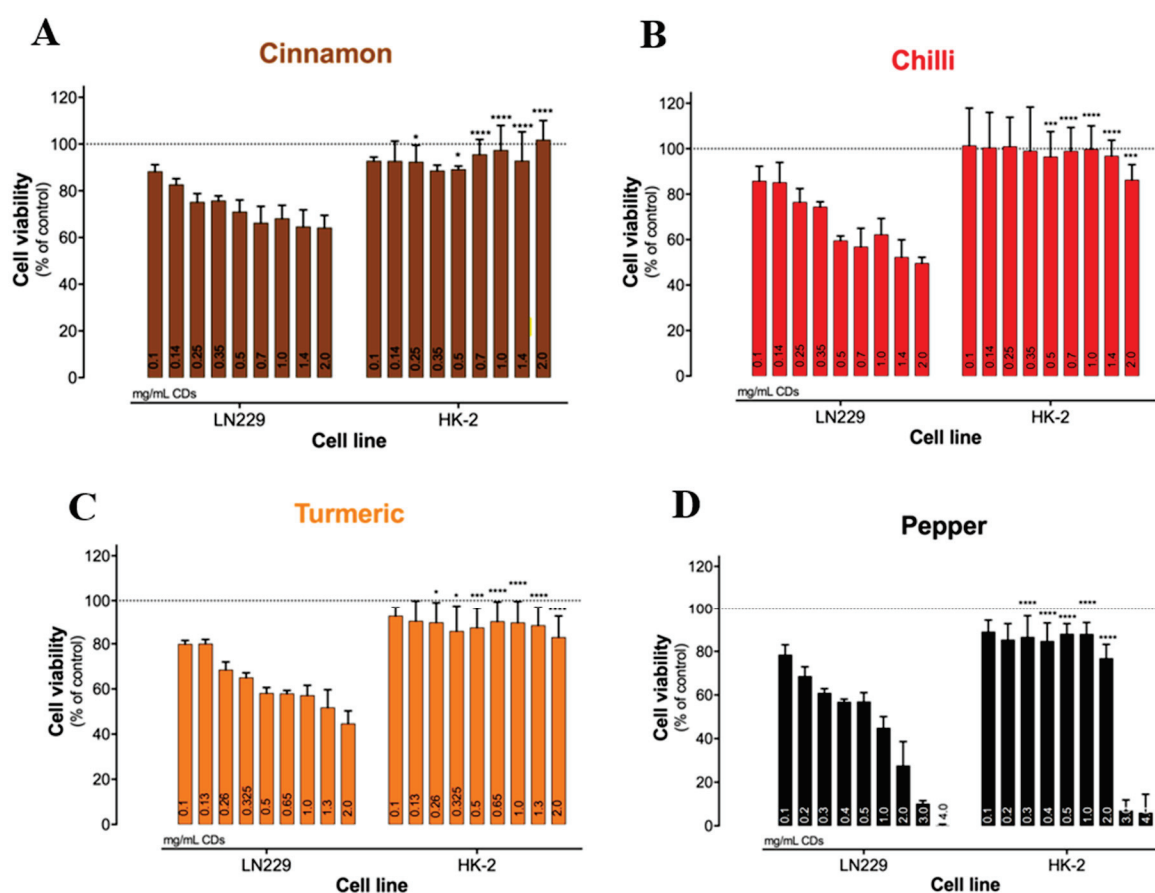 A
Cinnamon
Cell viability
(% of control)
120
100
80
60
40
20
0
* * **** **** **** ****
0.1 0.14 0.25 0.35 0.5 0.7 1.0 1.4 2.0
0.1 0.14 0.25 0.35 0.5 0.7 1.0 1.4 2.0
mg/mL CDs
LN229 HK-2
Cell line
B
Chilli
Cell viability
(% of control)
120
100
80
60
40
20
0
*** **** **** **** ***
0.1 0.14 0.25 0.35 0.5 0.7 1.0 1.4 2.0
0.1 0.14 0.25 0.35 0.5 0.7 1.0 1.4 2.0
mg/mL CDs
LN229 HK-2
Cell line
C
Turmeric
Cell viability
(% of control)
120
100
80
60
40
20
0
* * *** **** **** **** ****
0.1 0.13 0.26 0.325 0.5 0.65 1.0 1.3 2.0
0.1 0.13 0.26 0.325 0.5 0.65 1.0 1.3 2.0
mg/mL CDs
LN229 HK-2
Cell line
D
Pepper
Cell viability
(% of control)
120
100
80
60
40
20
0
**** **** **** **** ****
0.1 0.2 0.3 0.4 0.5 1.0 2.0 3.0 4.0
0.1 0.2 0.3 0.4 0.5 1.0 2.0 3.0
mg/mL CDs
LN229 HK-2
Cell line